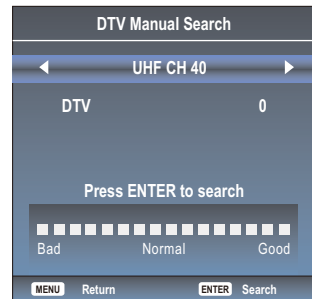 DTV Manual Search
UHF CH 40
DTV 0
Press ENTER to search
Bad Normal Good
MENU Return ENTER Search